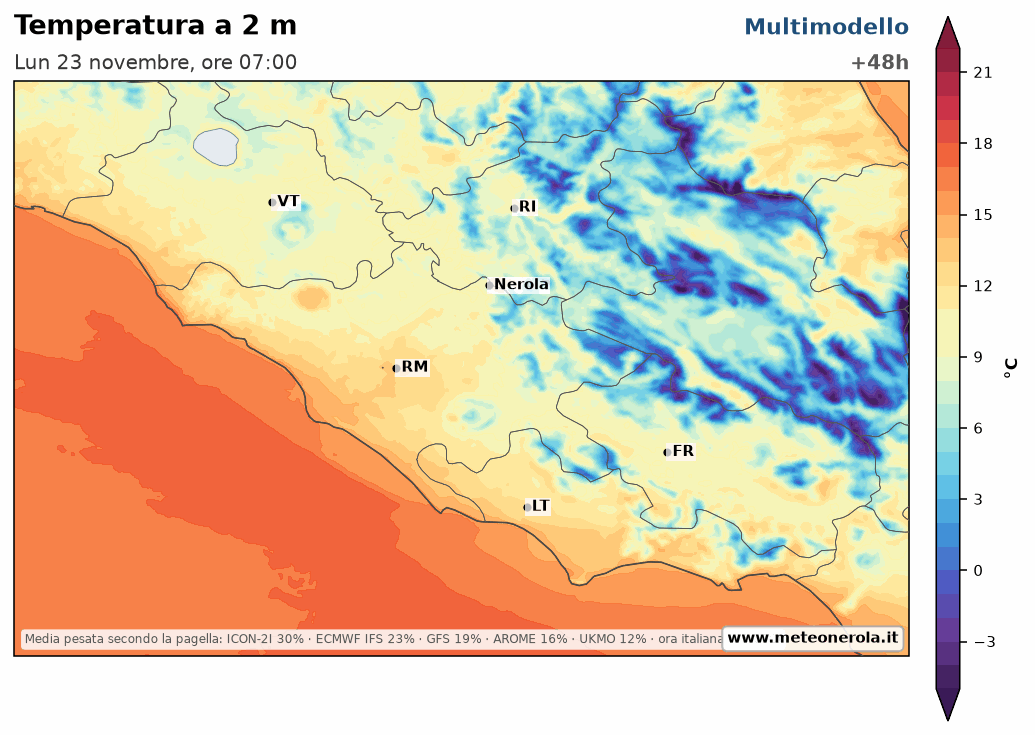 Temperatura a 2 m
Multimodello
Lun 23 novembre, ore 07:00
+48h
21
18
15
12
9
6
3
0
−3
°C
VT
RI
Nerola
RM
FR
LT
Media pesata secondo la pagella: ICON-2I 30% · ECMWF IFS 23% · GFS 19% · AROME 16% · UKMO 12% · ora italiana
www.meteonerola.it